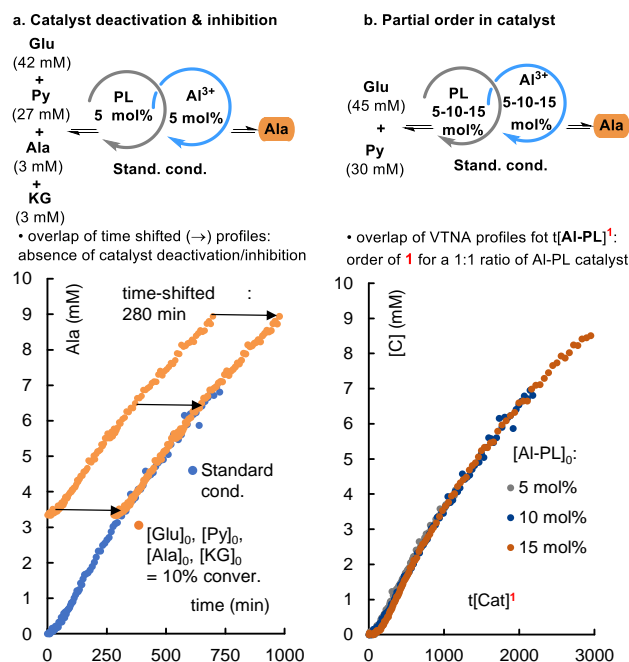 a. Catalyst deactivation & inhibition
Glu
(42 mM)
+
Py
(27 mM)
+
Ala
(3 mM)
+
KG
(3 mM)
PL
5 mol%
Al3+
5 mol%
Ala
Stand. cond.
• overlap of time shifted (→) profiles:
absence of catalyst deactivation/inhibition
Ala (mM)
10
9
8
7
6
5
4
3
2
1
0
time-shifted :
280 min
Standard
cond.
[Glu]0, [Py]0,
[Ala]0, [KG]0
= 10% conver.
time (min)
0 250 500 750 1000
b. Partial order in catalyst
Glu
(45 mM)
+
Py
(30 mM)
PL
5-10-15
mol%
Al3+
5-10-15
mol%
Ala
Stand. cond.
• overlap of VTNA profiles fot t[Al-PL]1:
order of 1 for a 1:1 ratio of Al-PL catalyst
[C] (mM)
10
9
8
7
6
5
4
3
2
1
0
[Al-PL]0:
5 mol%
10 mol%
15 mol%
t[Cat]1
0 1000 2000 3000